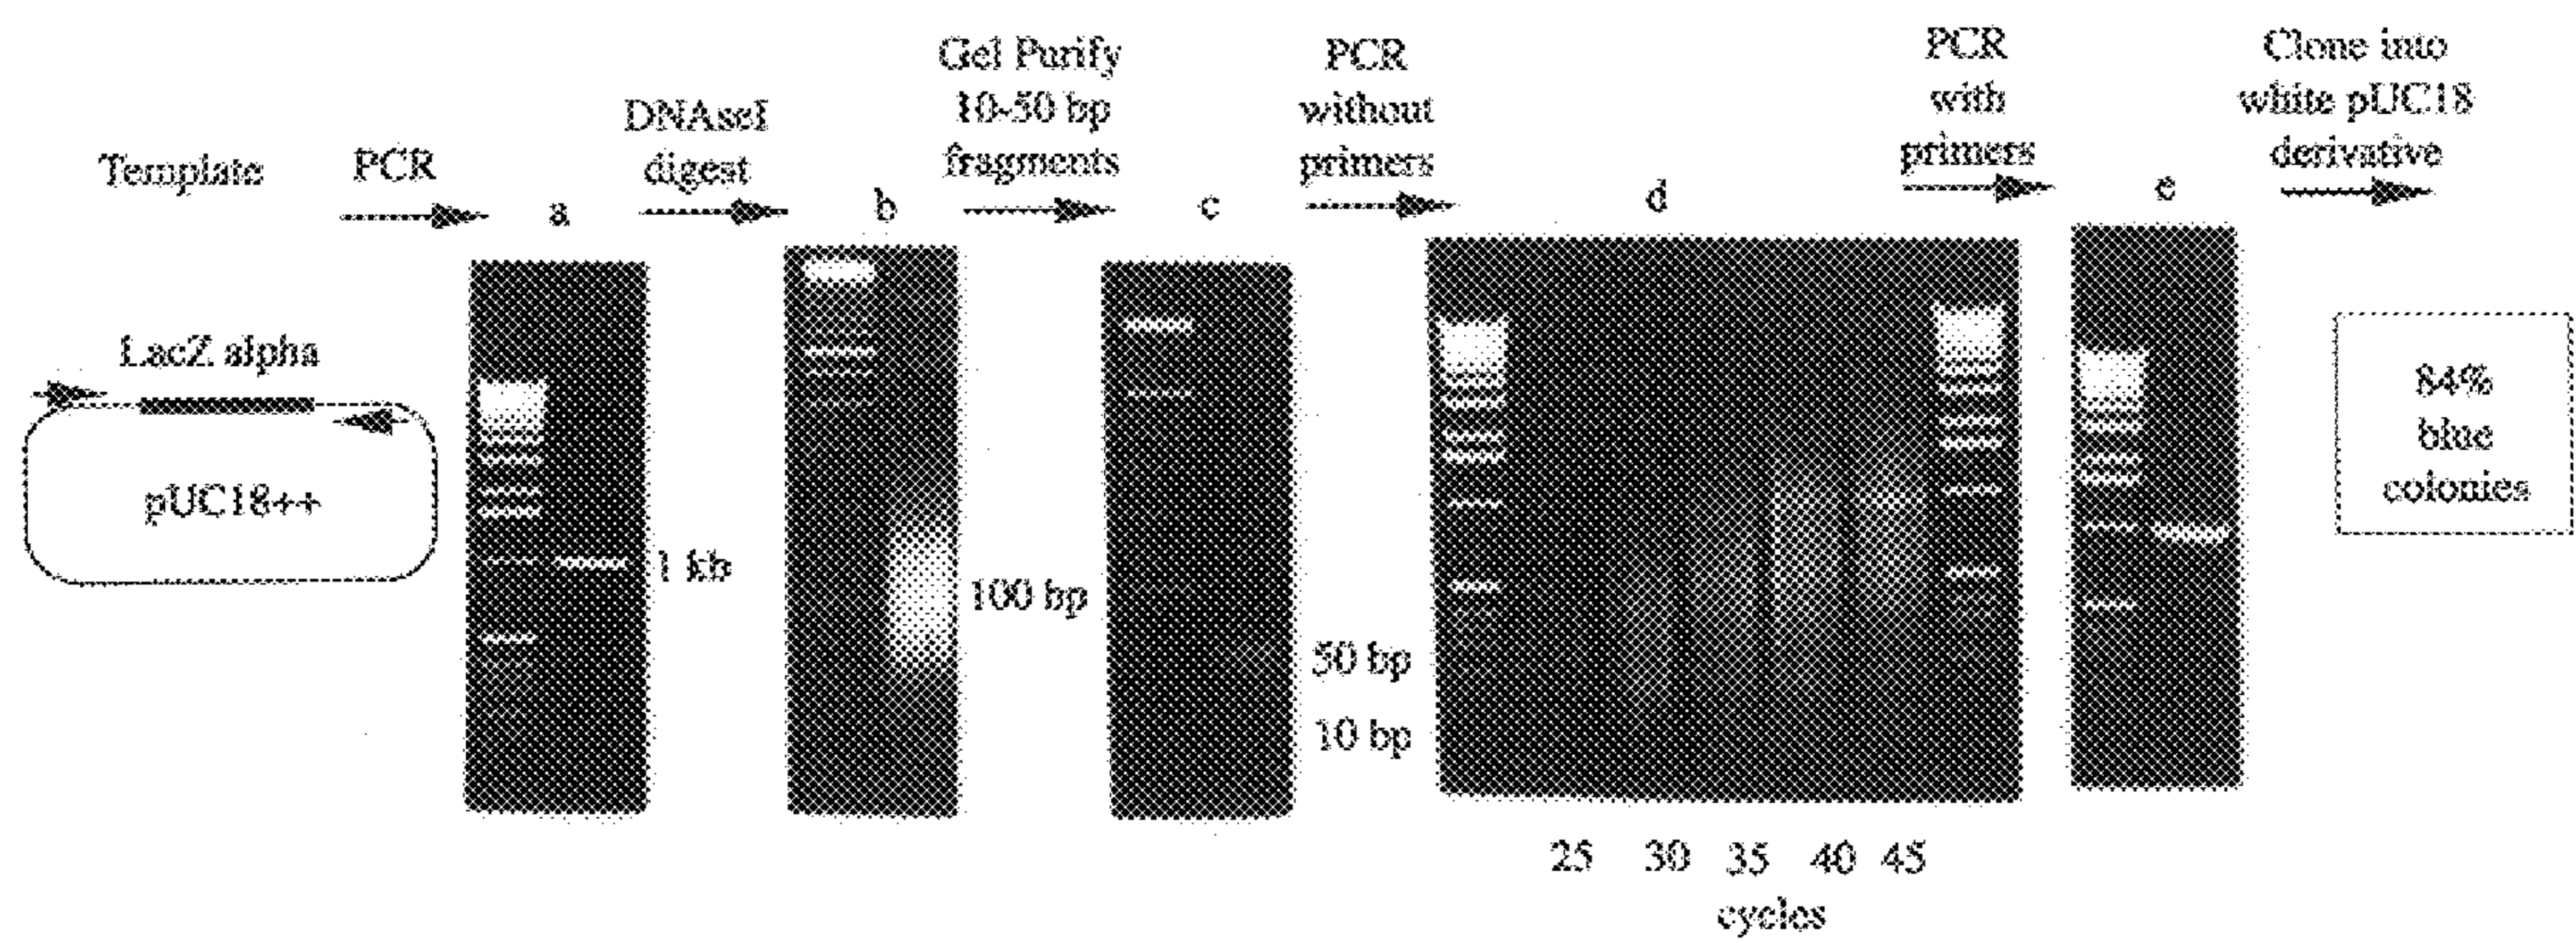 Template
PCR
a
DNAseI
digest
b
Gel Purify
10-50 bp
fragments
c
PCR
without
primers
d
PCR
with
primers
e
Clone into
white pUC18
derivative
LacZ alpha
pUC18++
1 kb
100 bp
50 bp
10 bp
84%
blue
colonies
25 30 35 40 45
cycles